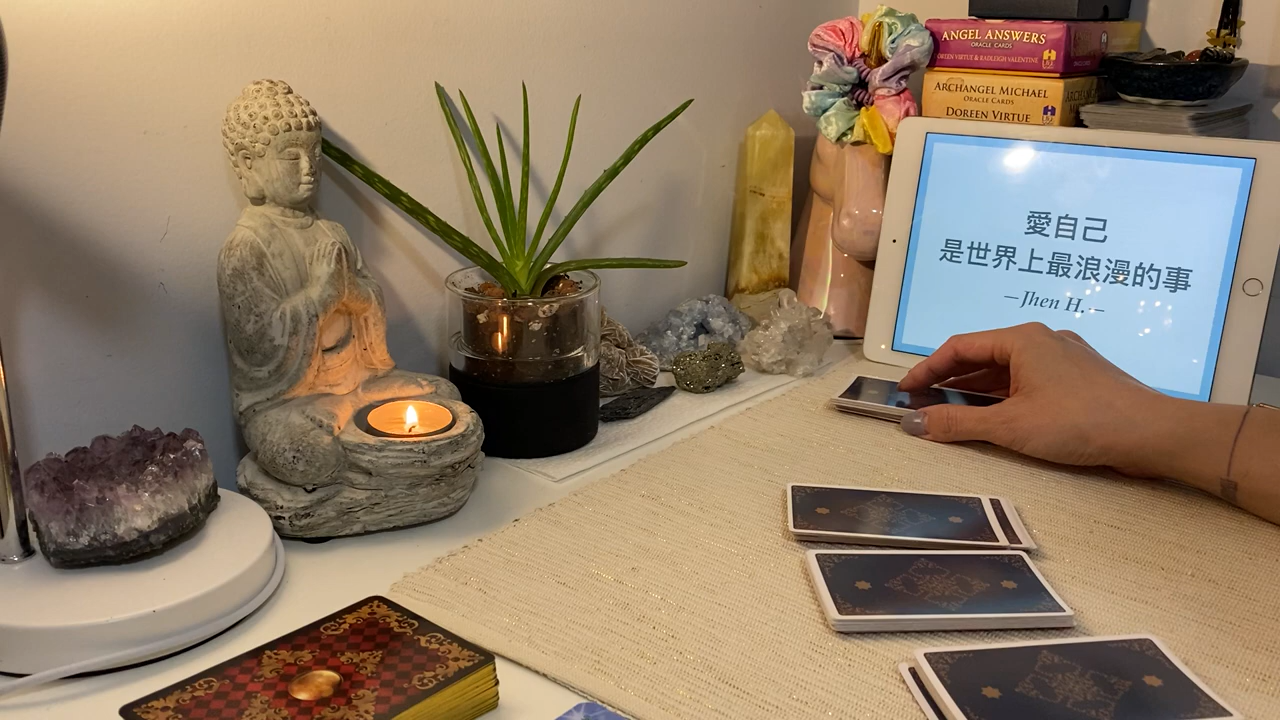 ANGEL ANSWERS
ORACLE CARDS
DOREEN VIRTUE & RADLEIGH VALENTINE
ARCHANGEL MICHAEL
ORACLE CARDS
DOREEN VIRTUE
愛自己
是世界上最浪漫的事
—Jhen H.—